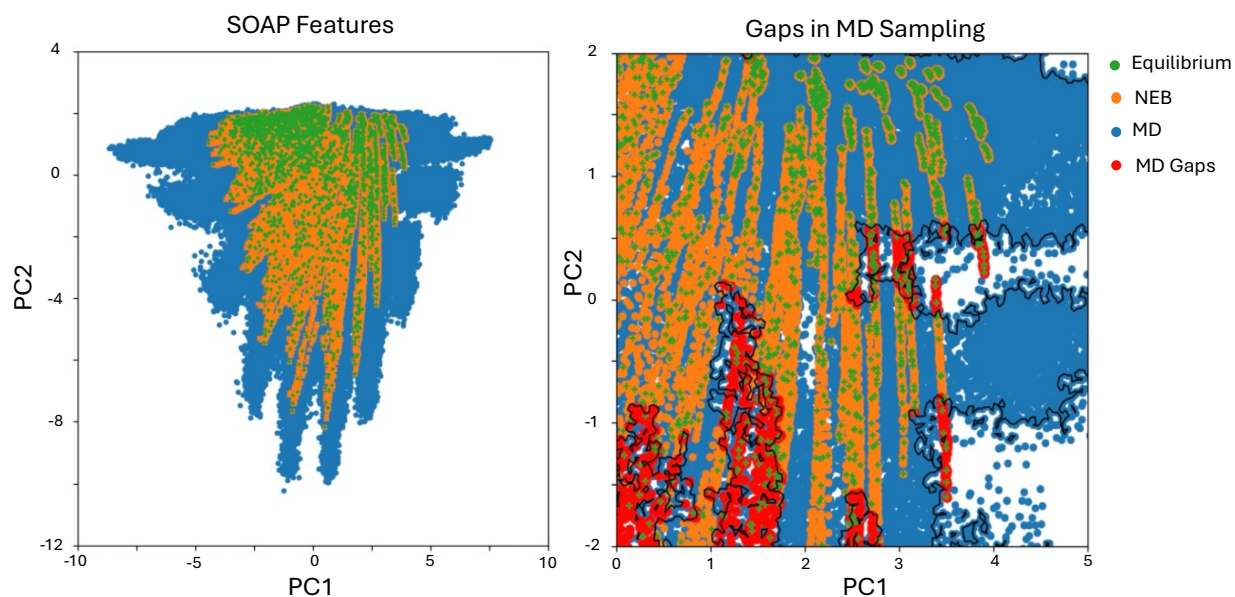 SOAP Features
4
0
-4
-8
-12
PC2
-10
-5
0
5
10
PC1
Gaps in MD Sampling
2
1
0
-1
-2
PC2
0
1
2
3
4
5
PC1
Equilibrium
NEB
MD
MD Gaps